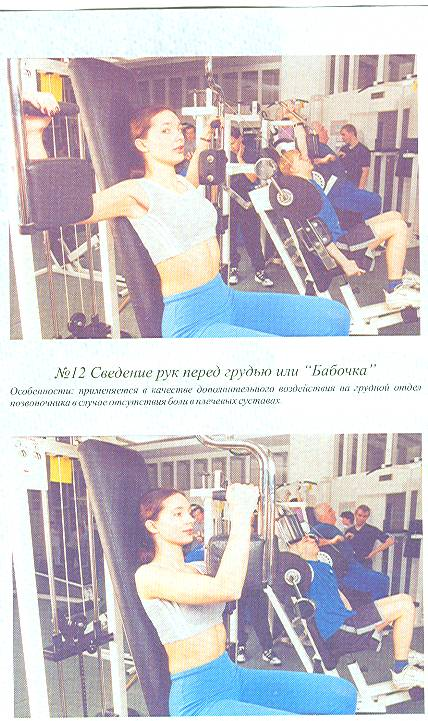 №12 Сведение рук перед грудью или “Бабочка”
Особенности: применяется в качестве дополнительного воздействия на грудной отдел
позвоночника в случае отсутствия боли в плечевых суставах.